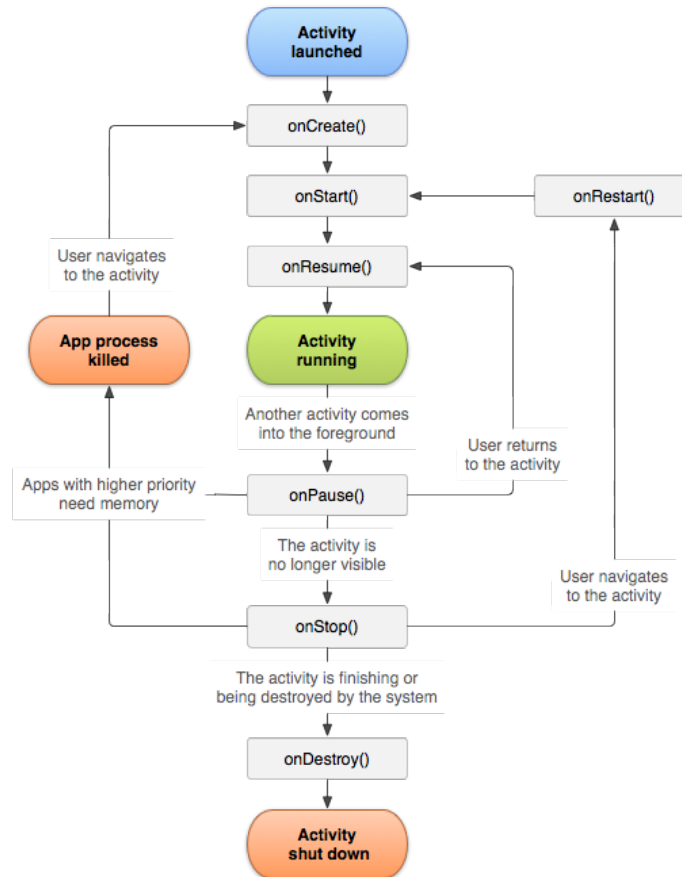 Activity
launched
onCreate()
onStart()
onRestart()
User navigates
to the activity
onResume()
App process
killed
Activity
running
Another activity comes
into the foreground
User returns
to the activity
Apps with higher priority
need memory
onPause()
The activity is
no longer visible
User navigates
to the activity
onStop()
The activity is finishing or
being destroyed by the system
onDestroy()
Activity
shut down